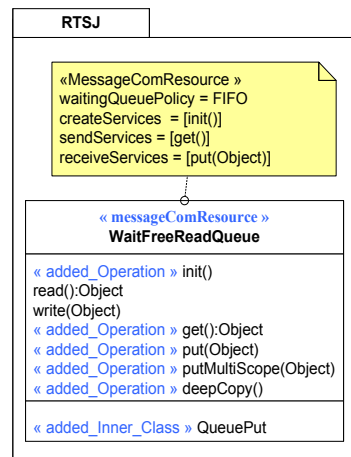 RTSJ
«MessageComResource »
waitingQueuePolicy = FIFO
createServices = [init()]
sendServices = [get()]
receiveServices = [put(Object)]
« messageComResource »
WaitFreeReadQueue
« added_Operation » init()
read():Object
write(Object)
« added_Operation » get():Object
« added_Operation » put(Object)
« added_Operation » putMultiScope(Object)
« added_Operation » deepCopy()
« added_Inner_Class » QueuePut